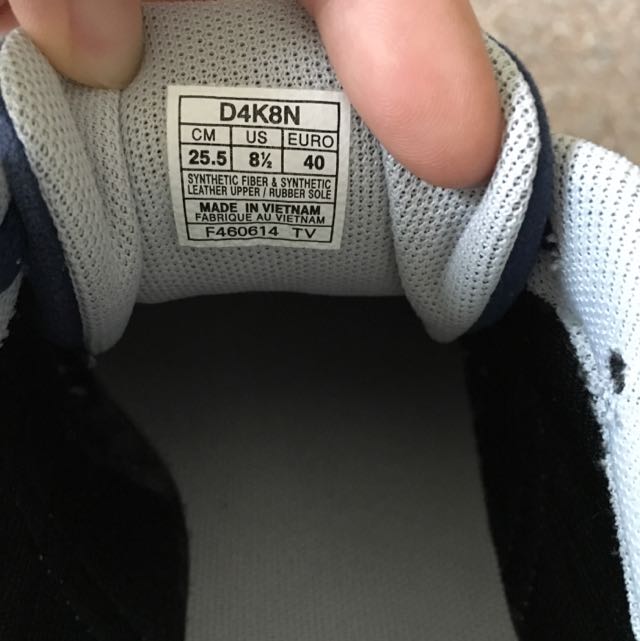 D4K8N
CM US EURO
25.5 8½ 40
SYNTHETIC FIBER & SYNTHETIC
LEATHER UPPER / RUBBER SOLE
MADE IN VIETNAM
FABRIQUE AU VIETNAM
F460614 TV